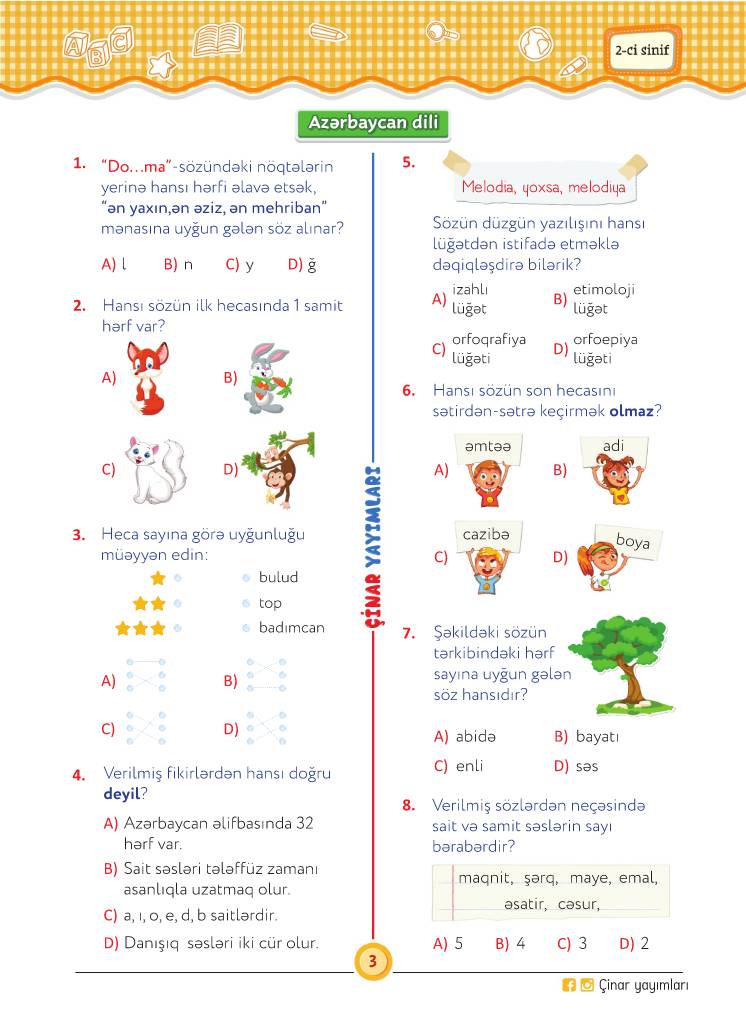 ABC
2-ci sinif
Azərbaycan dili
1. “Do...ma”-sözündəki nöqtələrin
yerinə hansı hərfi əlavə etsək,
“ən yaxın,ən əziz, ən mehriban”
mənasına uyğun gələn söz alınar?
A) l B) n C) y D) ğ
2. Hansı sözün ilk hecasında 1 samit
hərf var?
A) B)
C) D)
3. Heca sayına görə uyğunluğu
müəyyən edin:
bulud
top
badımcan
A) B)
C) D)
4. Verilmiş fikirlərdən hansı doğru
deyil?
A) Azərbaycan əlifbasında 32
hərf var.
B) Sait səsləri tələffüz zamanı
asanlıqla uzatmaq olur.
C) a, ı, o, e, d, b saitlərdir.
D) Danışıq səsləri iki cür olur.
ÇİNAR YAYIMLARI
5.
Melodia, yoxsa, melodiya
Sözün düzgün yazılışını hansı
lüğətdən istifadə etməklə
dəqiqləşdirə bilərik?
A) izahlı
lüğət
B) etimoloji
lüğət
C) orfoqrafiya
lüğəti
D) orfoepiya
lüğəti
6. Hansı sözün son hecasını
sətirdən-sətrə keçirmək olmaz?
A) əmtəə
B) adi
C) cazibə
D) boya
7. Şəkildəki sözün
tərkibindəki hərf
sayına uyğun gələn
söz hansıdır?
A) abidə B) bayatı
C) enli D) səs
8. Verilmiş sözlərdən neçəsində
sait və samit səslərin sayı
bərabərdir?
maqnit, şərq, maye, emal,
əsatir, cəsur,
A) 5 B) 4 C) 3 D) 2
3
Çinar yayımları